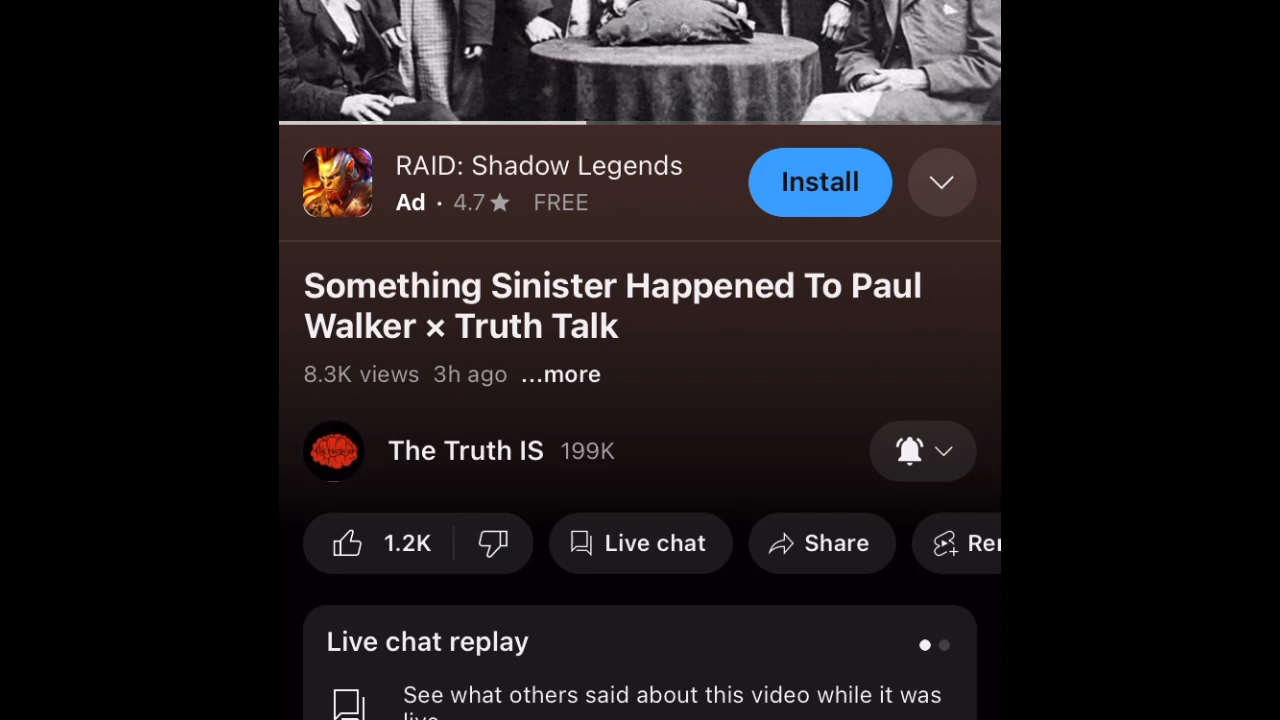 RAID: Shadow Legends
Install
Ad · 4.7★ FREE
Something Sinister Happened To Paul
Walker × Truth Talk
8.3K views 3h ago ...more
The Truth IS 199K
1.2K Live chat Share Rem
Live chat replay
See what others said about this video while it was
live